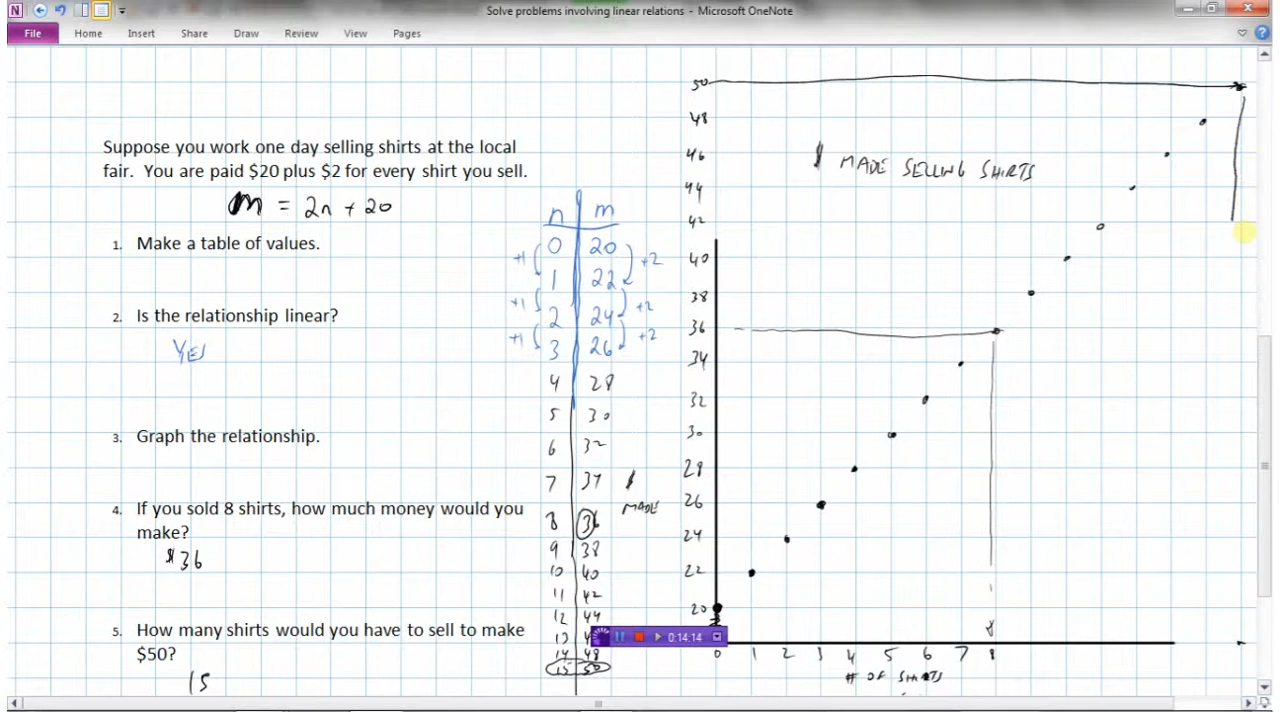 Solve problems involving linear relations - Microsoft OneNote
File Home Insert Share Draw Review View Pages
Suppose you work one day selling shirts at the local
fair. You are paid $20 plus $2 for every shirt you sell.
m = 2n + 20
1. Make a table of values.
2. Is the relationship linear?
YES
3. Graph the relationship.
4. If you sold 8 shirts, how much money would you
make?
$36
5. How many shirts would you have to sell to make
$50?
15
n m
0 20
1 22
2 24
3 26
+1 +2
+1 +2
+1 +2
4 28
5 30
6 32
7 34
8 36
9 38
10 40
11 42
12 44
13 4
14 48
15 50
$
MADE
0:14:14
$ MADE SELLING SHIRTS
50
48
46
44
42
40
38
36
34
32
30
28
26
24
22
20
0 1 2 3 4 5 6 7 8
8
# OF SHIRTS